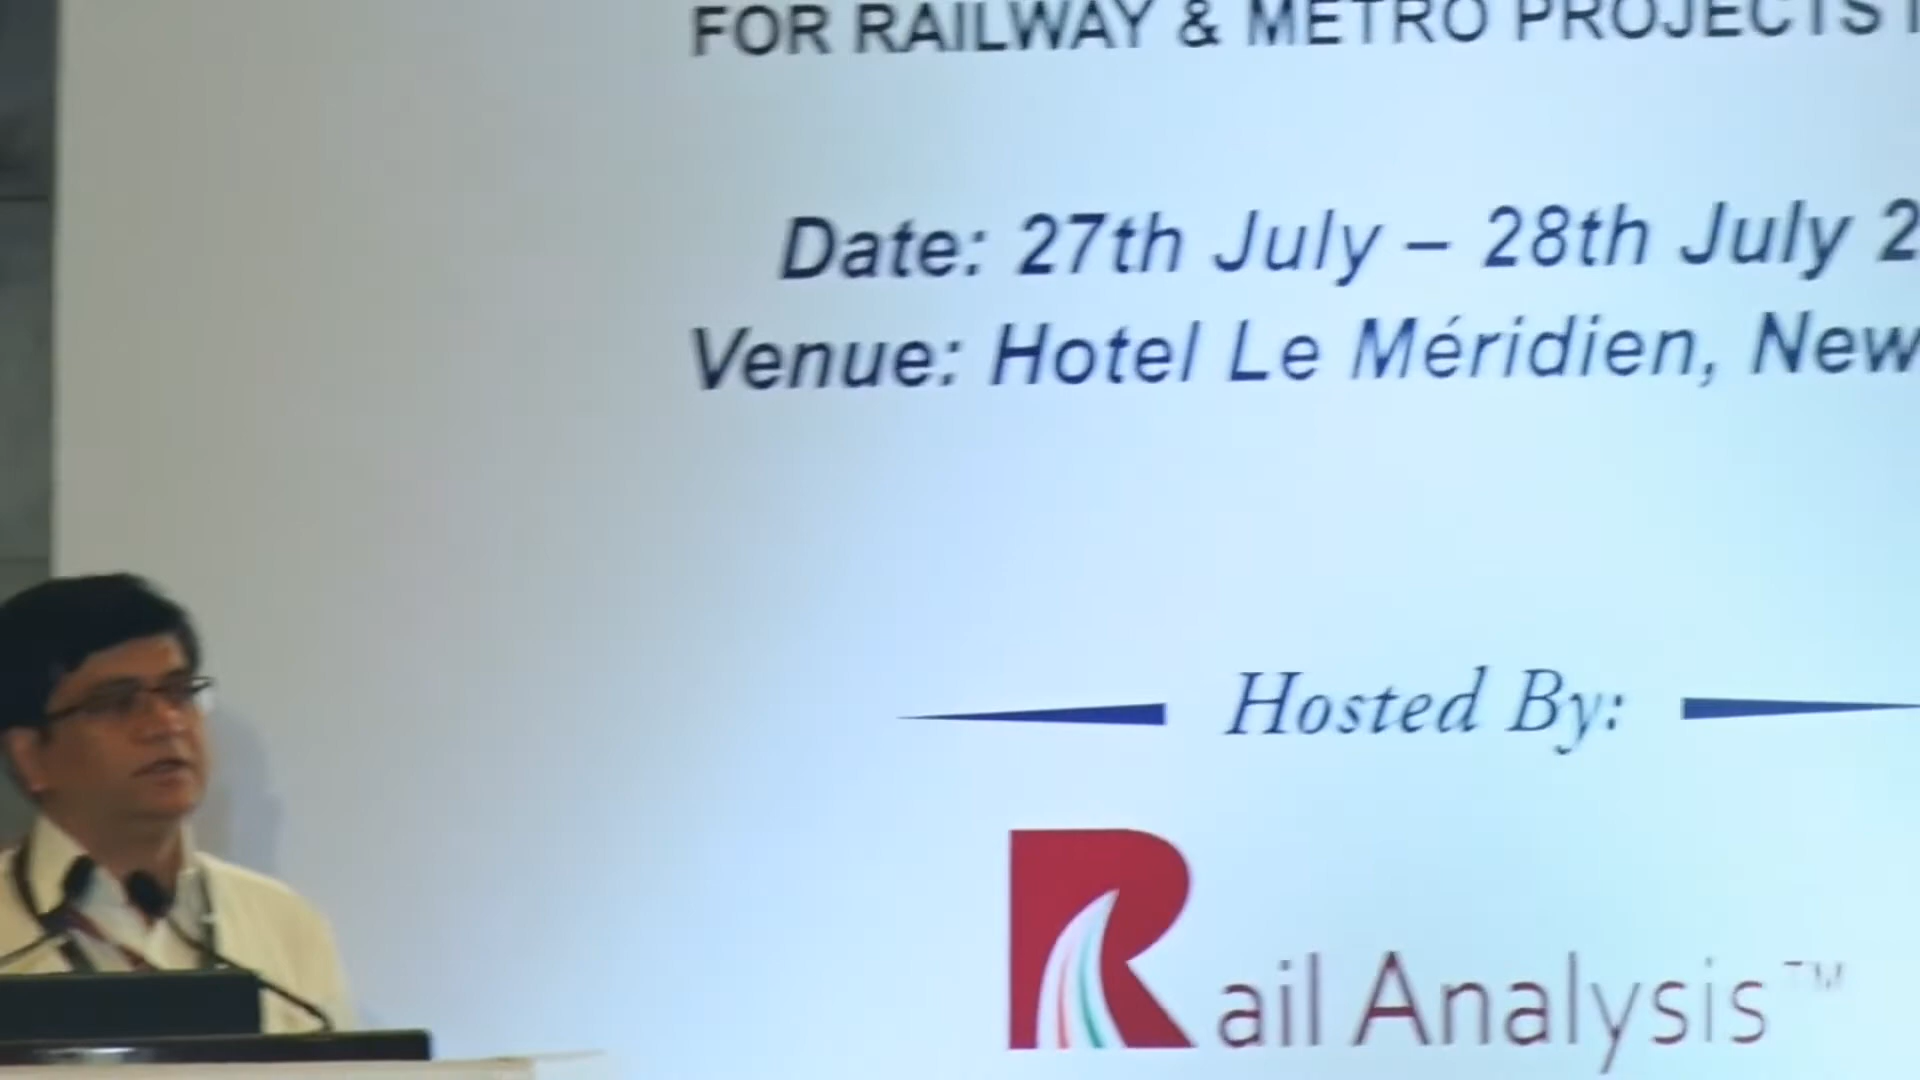 FOR RAILWAY & METRO PROJECTS
Date: 27th July – 28th July 2
Venue: Hotel Le Méridien, New
Hosted By:
Rail Analysis™